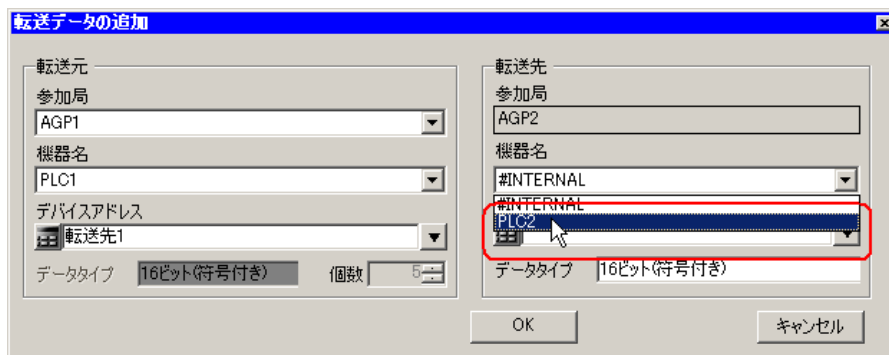 転送データの追加
転送元
参加局
AGP1
機器名
PLC1
デバイスアドレス
転送先1
データタイプ 16ビット(符号付き) 個数 5
転送先
参加局
AGP2
機器名
#INTERNAL
#INTERNAL
PLC2
データタイプ 16ビット(符号付き)
OK
キャンセル